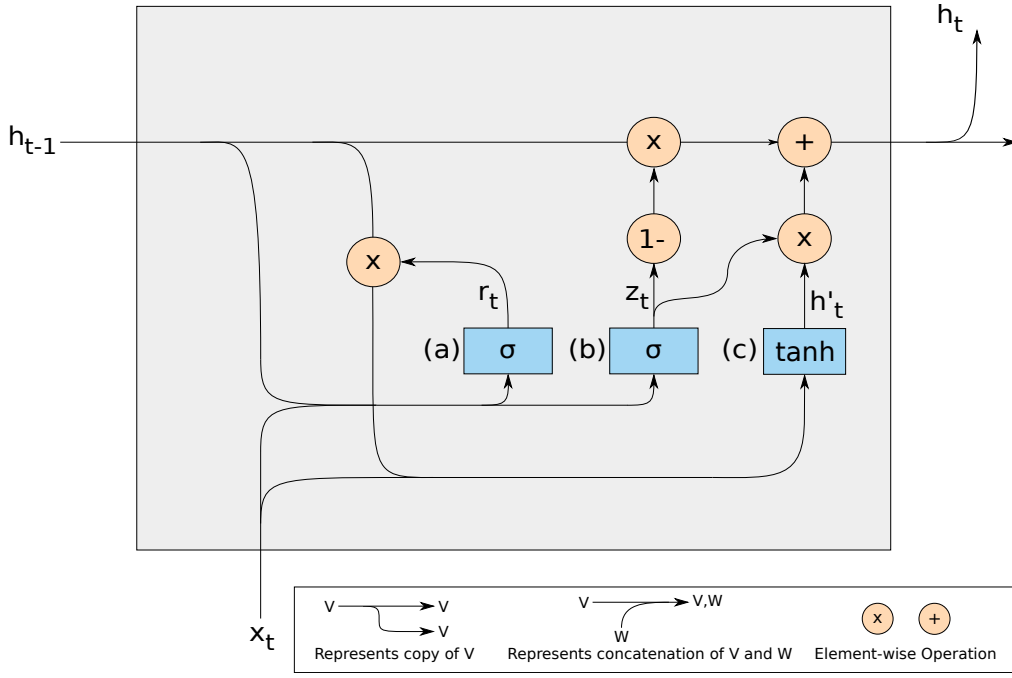 h_t
h_{t-1}
x
+
x
1-
x
r_t
z_t
h'_t
(a)
σ
(b)
σ
(c)
tanh
x_t
V
V
V
Represents copy of V
V
V,W
W
Represents concatenation of V and W
x
+
Element-wise Operation